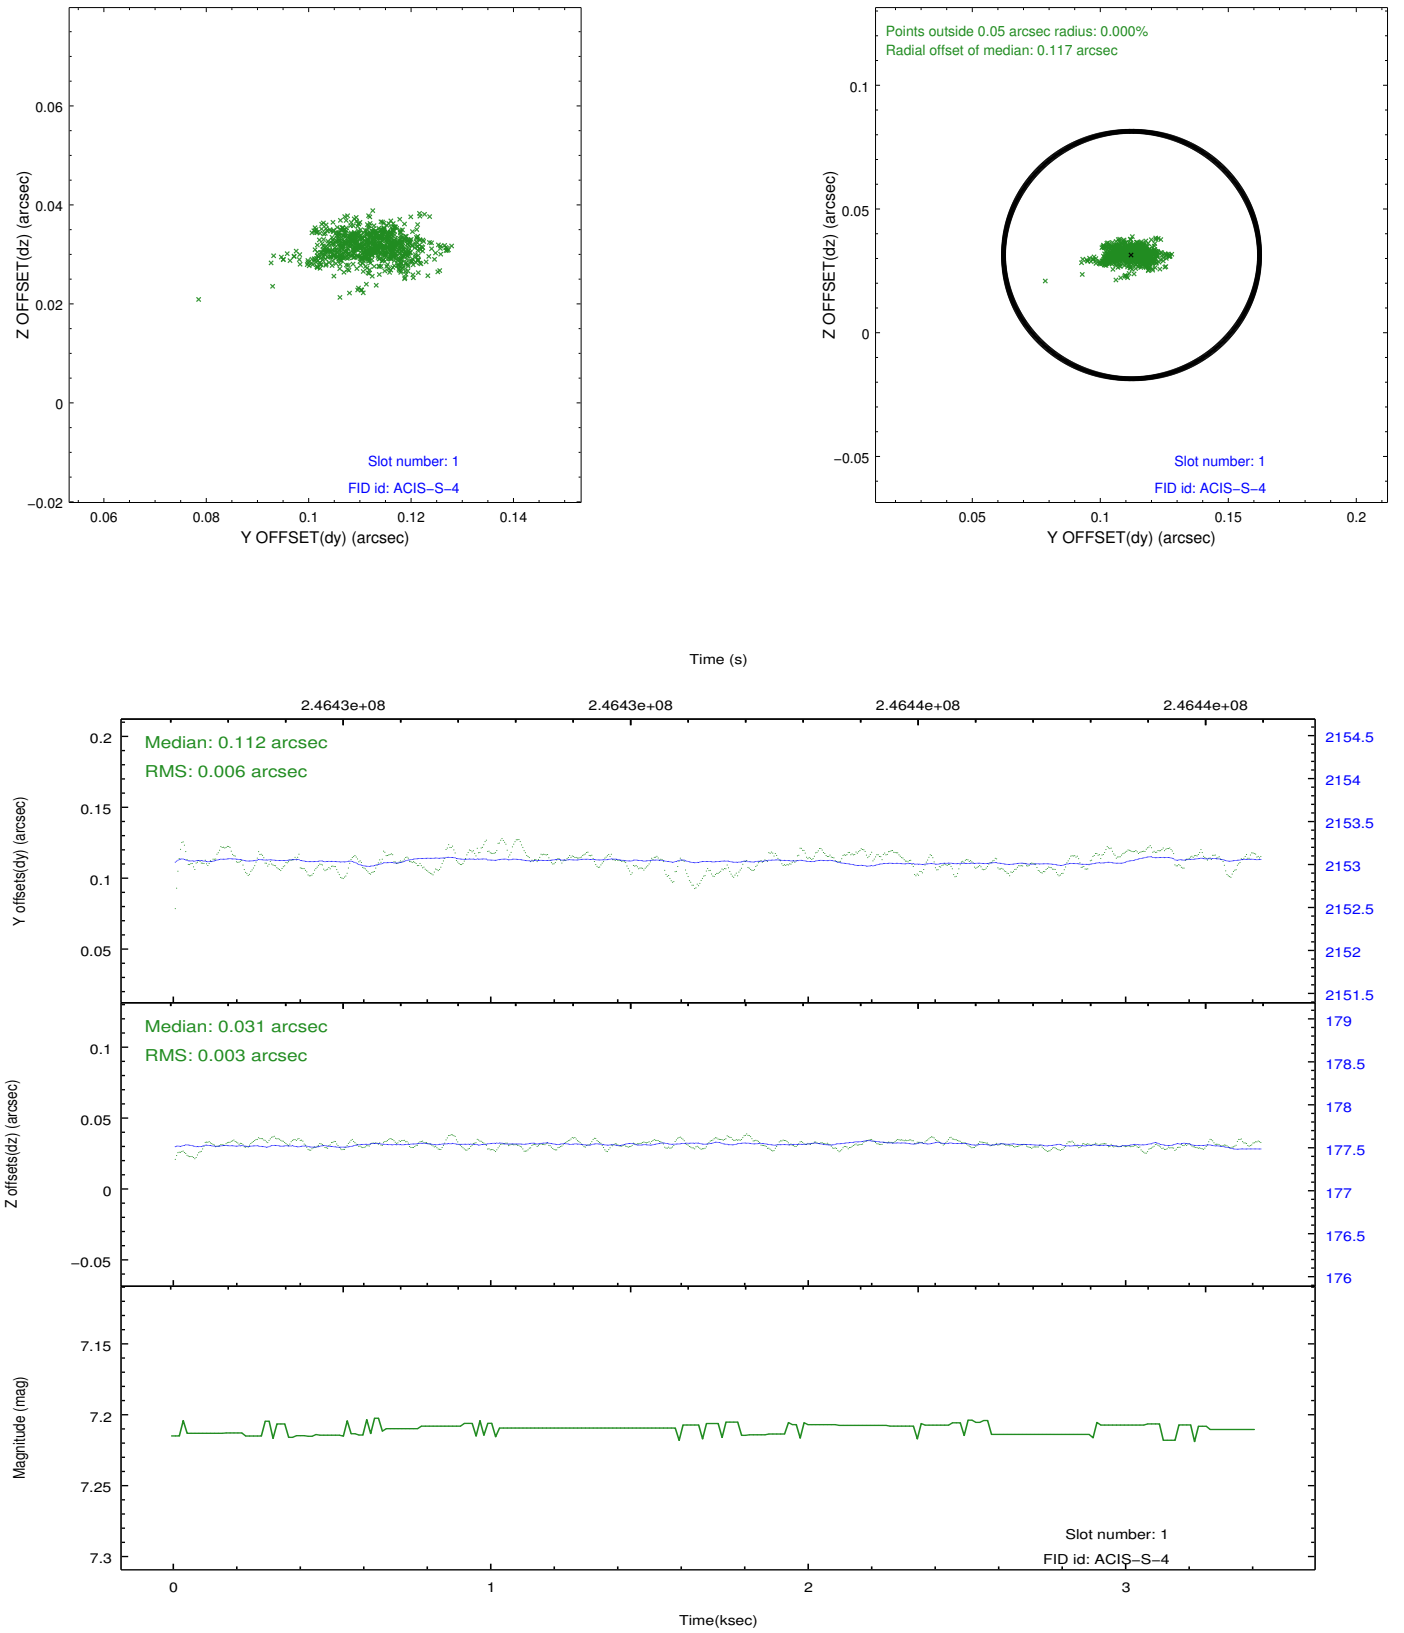 0.06
0.04
0.02
0
−0.02
Z OFFSET(dz) (arcsec)
Slot number: 1
FID id: ACIS−S−4
0.06 0.08 0.1 0.12 0.14
Y OFFSET(dy) (arcsec)
Points outside 0.05 arcsec radius: 0.000%
Radial offset of median: 0.117 arcsec
0.1
0.05
0
−0.05
Z OFFSET(dz) (arcsec)
Slot number: 1
FID id: ACIS−S−4
0.05 0.1 0.15 0.2
Y OFFSET(dy) (arcsec)
Time (s)
2.4643e+08 2.4643e+08 2.4644e+08 2.4644e+08
Median: 0.112 arcsec
RMS: 0.006 arcsec
0.2
0.15
0.1
0.05
Y offsets(dy) (arcsec)
2154.5
2154
2153.5
2153
2152.5
2152
2151.5
Median: 0.031 arcsec
RMS: 0.003 arcsec
0.1
0.05
0
−0.05
Z offsets(dz) (arcsec)
179
178.5
178
177.5
177
176.5
176
7.15
7.2
7.25
7.3
Magnitude (mag)
Slot number: 1
FID id: ACIS−S−4
0 1 2 3
Time(ksec)